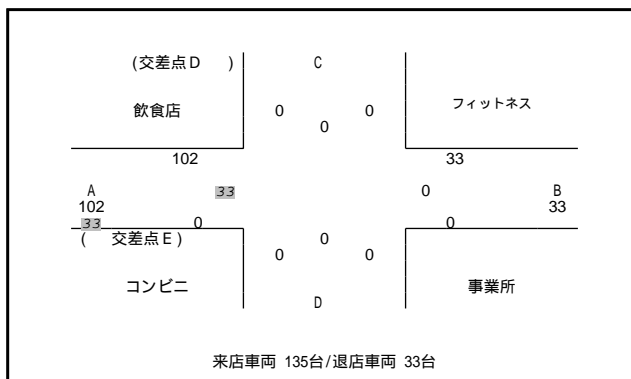 (交差点D ) C
飲食店 0 0 フィットネス
0
102 33
A 33 0 B
102 33
33 0 0
( 交差点E) 0
0 0
コンビニ 事業所
D
来店車両 135台/退店車両 33台